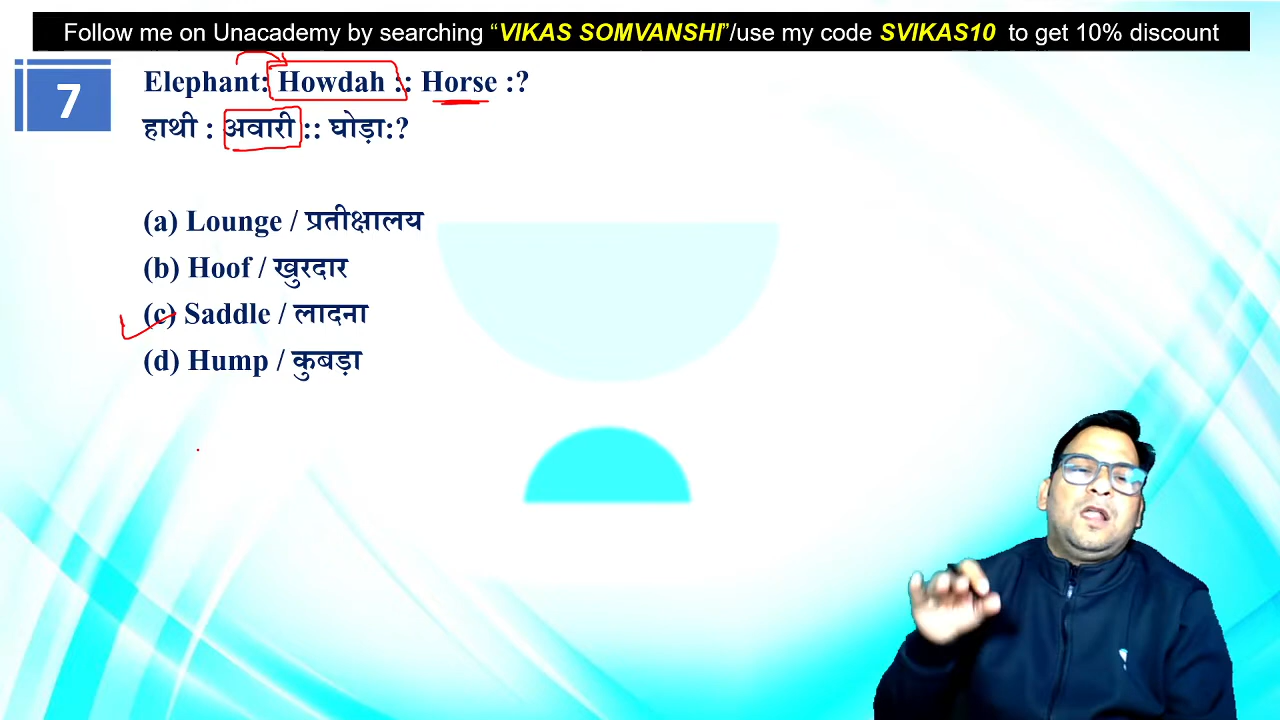 Follow me on Unacademy by searching “VIKAS SOMVANSHI”/use my code SVIKAS10 to get 10% discount
7
Elephant: Howdah :: Horse :?
हाथी : अवारी :: घोड़ा:?
(a) Lounge / प्रतीक्षालय
(b) Hoof / खुरदार
(c) Saddle / लादना
(d) Hump / कुबड़ा